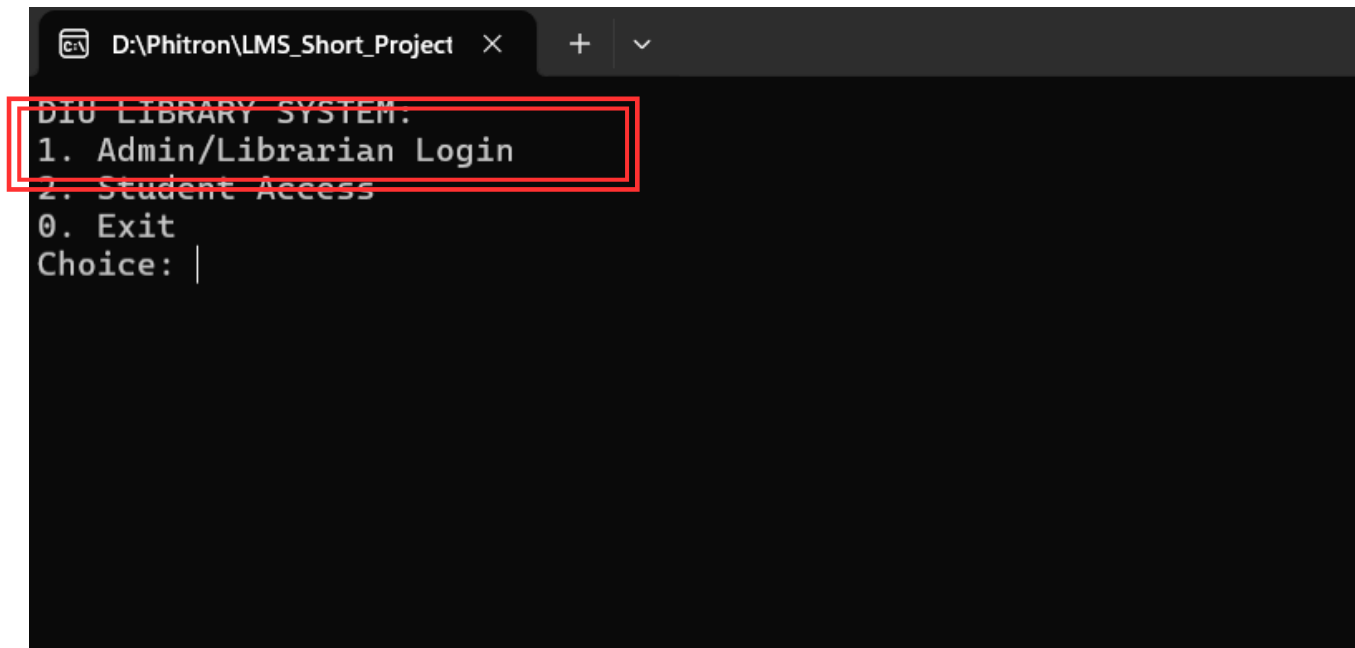 D:\Phitron\LMS_Short_Project
DIU LIBRARY SYSTEM:
1. Admin/Librarian Login
2. Student Access
0. Exit
Choice: